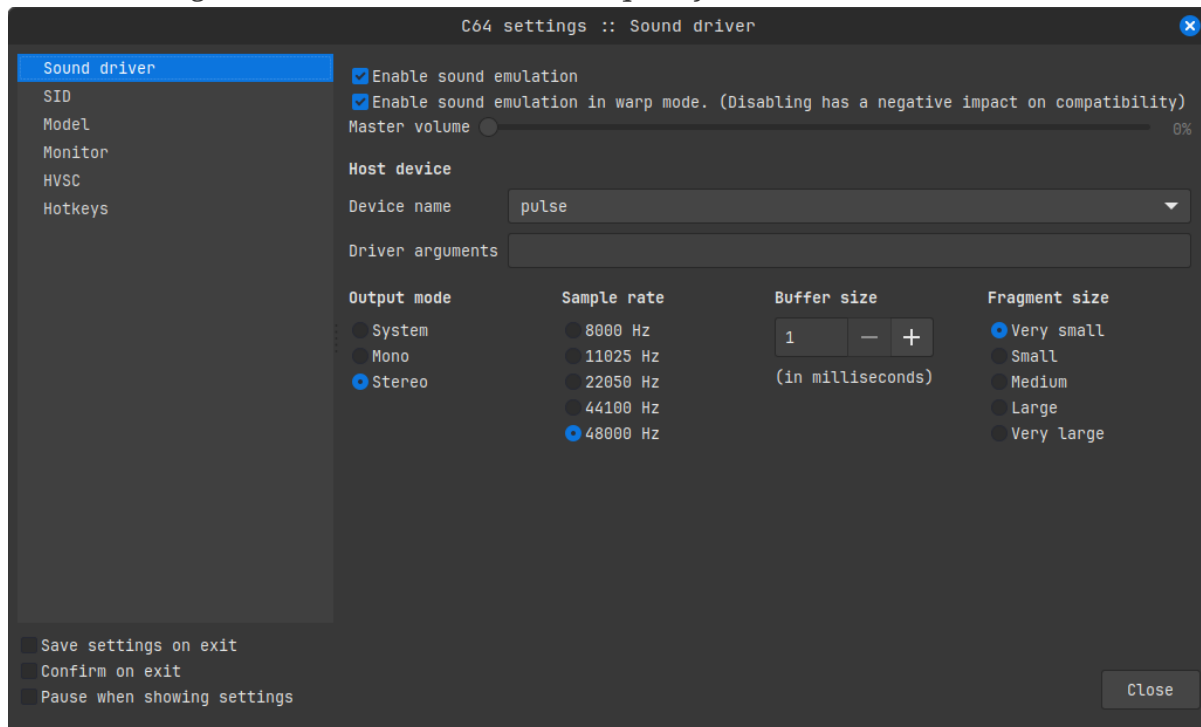 C64 settings :: Sound driver
Sound driver
SID
Model
Monitor
HVSC
Hotkeys
Enable sound emulation
Enable sound emulation in warp mode. (Disabling has a negative impact on compatibility)
Master volume 0%
Host device
Device name pulse
Driver arguments
Output mode
System
Mono
Stereo
Sample rate
8000 Hz
11025 Hz
22050 Hz
44100 Hz
48000 Hz
Buffer size
1 — +
(in milliseconds)
Fragment size
Very small
Small
Medium
Large
Very large
Save settings on exit
Confirm on exit
Pause when showing settings
Close